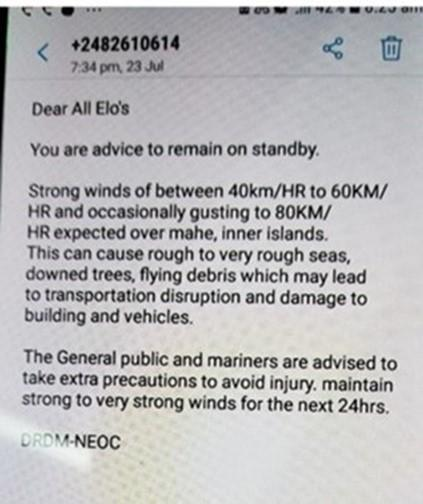 +2482610614
7:34 pm, 23 Jul
Dear All Elo's
You are advice to remain on standby.
Strong winds of between 40km/HR to 60KM/
HR and occasionally gusting to 80KM/
HR expected over mahe, inner islands.
This can cause rough to very rough seas,
downed trees, flying debris which may lead
to transportation disruption and damage to
building and vehicles.
The General public and mariners are advised to
take extra precautions to avoid injury. maintain
strong to very strong winds for the next 24hrs.
DRDM-NEOC